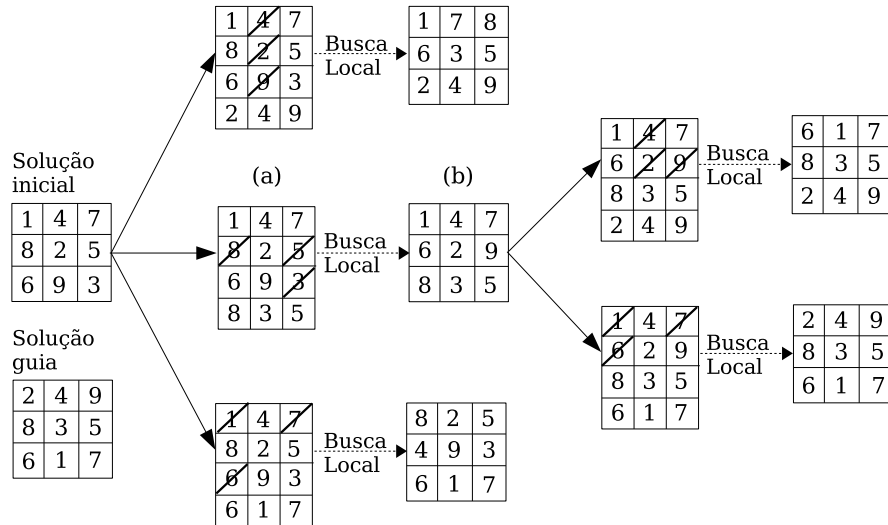 1 4 7
8 2 5
6 9 3
2 4 9
Busca
Local
1 7 8
6 3 5
2 4 9
Solução
inicial
1 4 7
8 2 5
6 9 3
(a)
(b)
1 4 7
8 2 5
6 9 3
8 3 5
Busca
Local
1 4 7
6 2 9
8 3 5
Solução
guia
2 4 9
8 3 5
6 1 7
1 4 7
8 2 5
6 9 3
6 1 7
Busca
Local
8 2 5
4 9 3
6 1 7
1 4 7
6 2 9
8 3 5
2 4 9
Busca
Local
6 1 7
8 3 5
2 4 9
1 4 7
6 2 9
8 3 5
6 1 7
Busca
Local
2 4 9
8 3 5
6 1 7